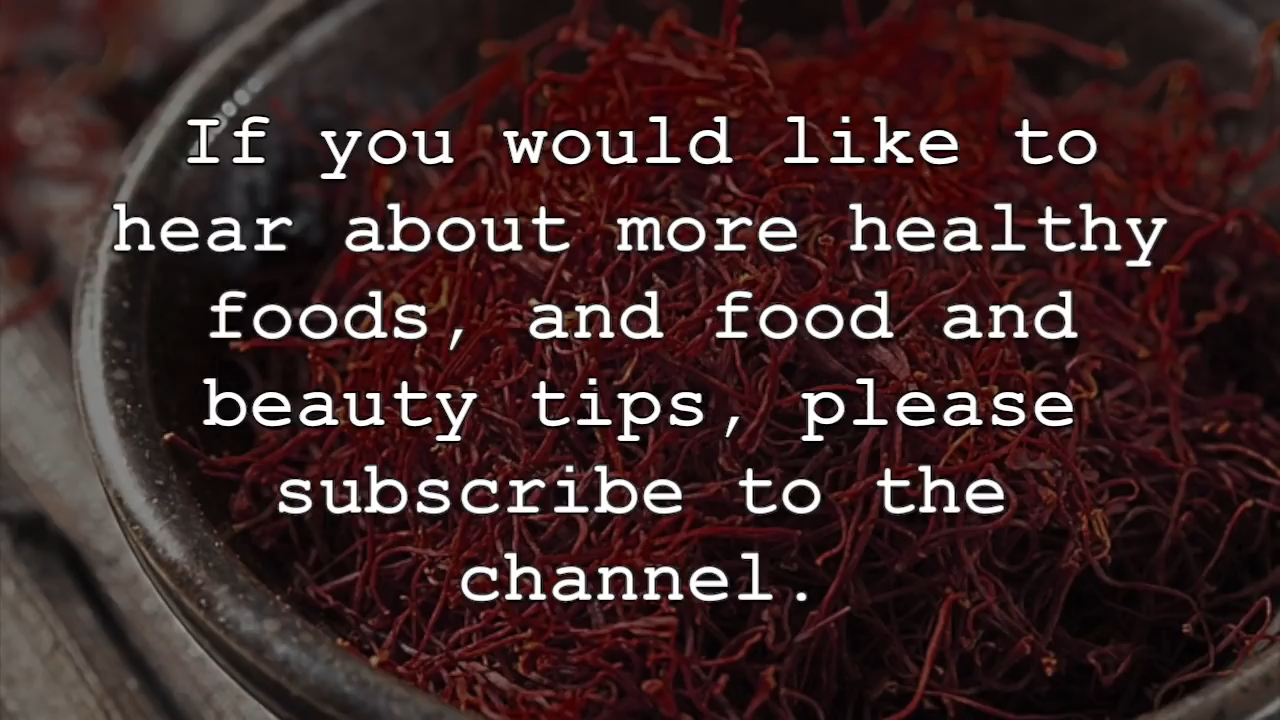 If you would like to
hear about more healthy
foods, and food and
beauty tips, please
subscribe to the
channel.